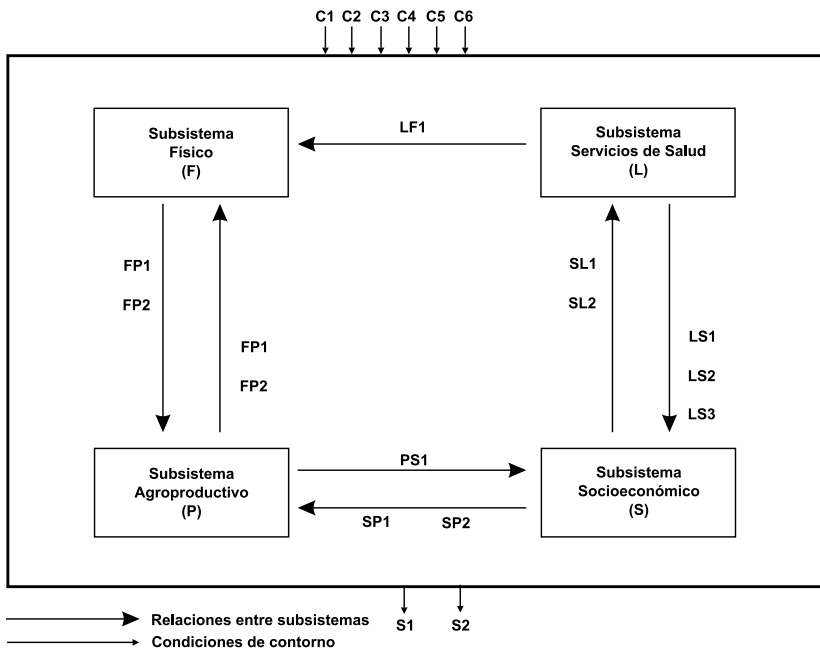 C1 C2 C3 C4 C5 C6
Subsistema
Físico
(F)
LF1
Subsistema
Servicios de Salud
(L)
FP1
FP2
FP1
FP2
SL1
SL2
LS1
LS2
LS3
Subsistema
Agroproductivo
(P)
PS1
SP1 SP2
Subsistema
Socioeconómico
(S)
S1 S2
Relaciones entre subsistemas
Condiciones de contorno